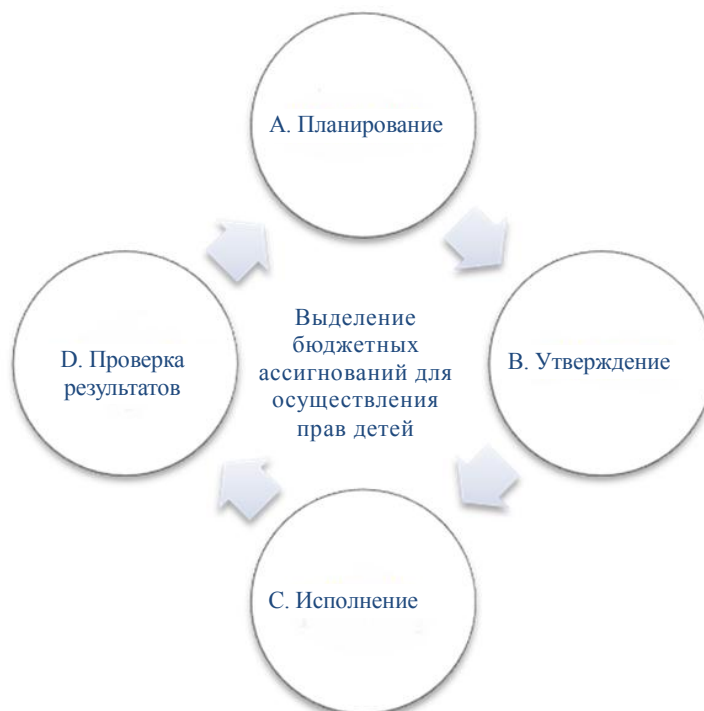 A. Планирование
B. Утверждение
C. Исполнение
D. Проверка
результатов
Выделение
бюджетных
ассигнований для
осуществления
прав детей